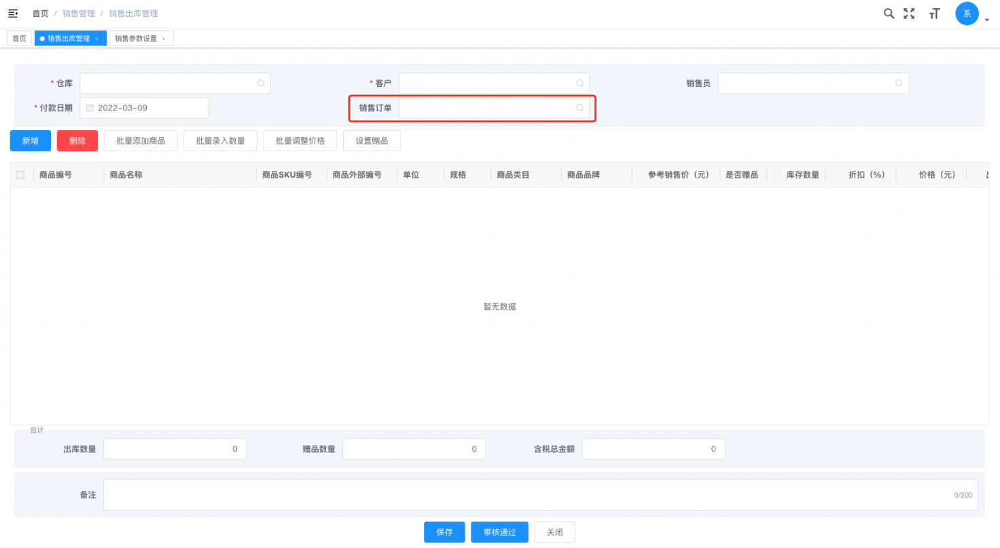 首页 / 销售管理 / 销售出库管理
系
首页 销售出库管理 × 销售参数设置 ×
* 仓库 * 客户 销售员
* 付款日期 2022-03-09 销售订单
新增 删除 批量添加商品 批量录入数量 批量调整价格 设置赠品
商品编号 商品名称 商品SKU编号 商品外部编号 单位 规格 商品类目 商品品牌 参考销售价（元） 是否赠品 库存数量 折扣（%） 价格（元）
暂无数据
合计
出库数量 0 赠品数量 0 含税总金额 0
备注 0/200
保存 审核通过 关闭